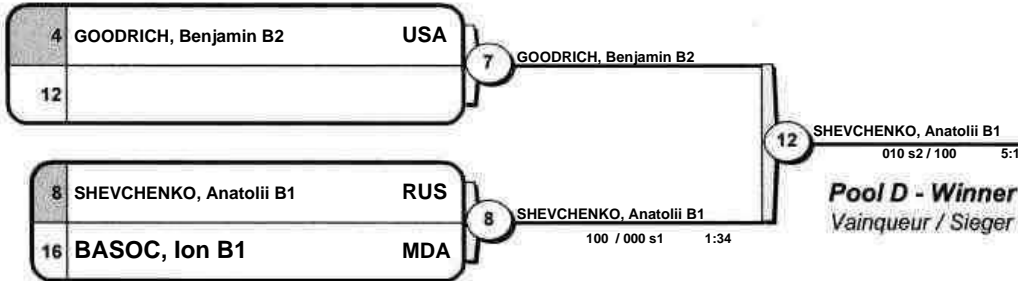 4 GOODRICH, Benjamin B2 USA
12
7
GOODRICH, Benjamin B2
8 SHEVCHENKO, Anatolii B1 RUS
16 BASOC, Ion B1 MDA
8
SHEVCHENKO, Anatolii B1
100 / 000 s1 1:34
12
SHEVCHENKO, Anatolii B1
010 s2 / 100 5:1
Pool D - Winner
Vainqueur / Sieger